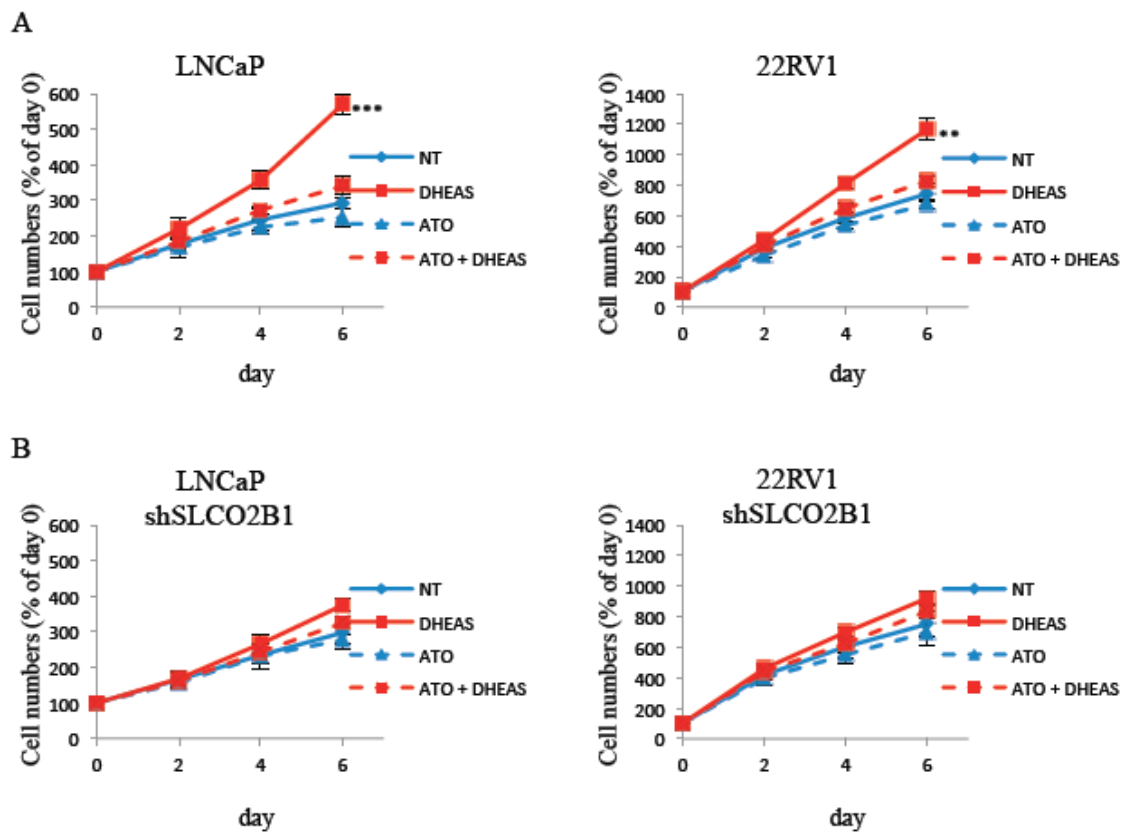 A
LNCaP
Cell numbers (% of day 0)
600
500
400
300
200
100
0
0 2 4 6
day
•••
NT
DHEAS
ATO
ATO + DHEAS
22RV1
Cell numbers (% of day 0)
1400
1200
1000
800
600
400
200
0
0 2 4 6
day
••
NT
DHEAS
ATO
ATO + DHEAS
B
LNCaP
shSLCO2B1
Cell numbers (% of day 0)
600
500
400
300
200
100
0
0 2 4 6
day
NT
DHEAS
ATO
ATO + DHEAS
22RV1
shSLCO2B1
Cell numbers (% of day 0)
1400
1200
1000
800
600
400
200
0
0 2 4 6
day
NT
DHEAS
ATO
ATO + DHEAS